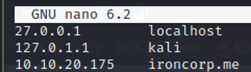 GNU nano 6.2
27.0.0.1 localhost
127.0.1.1 kali
10.10.20.175 ironcorp.me